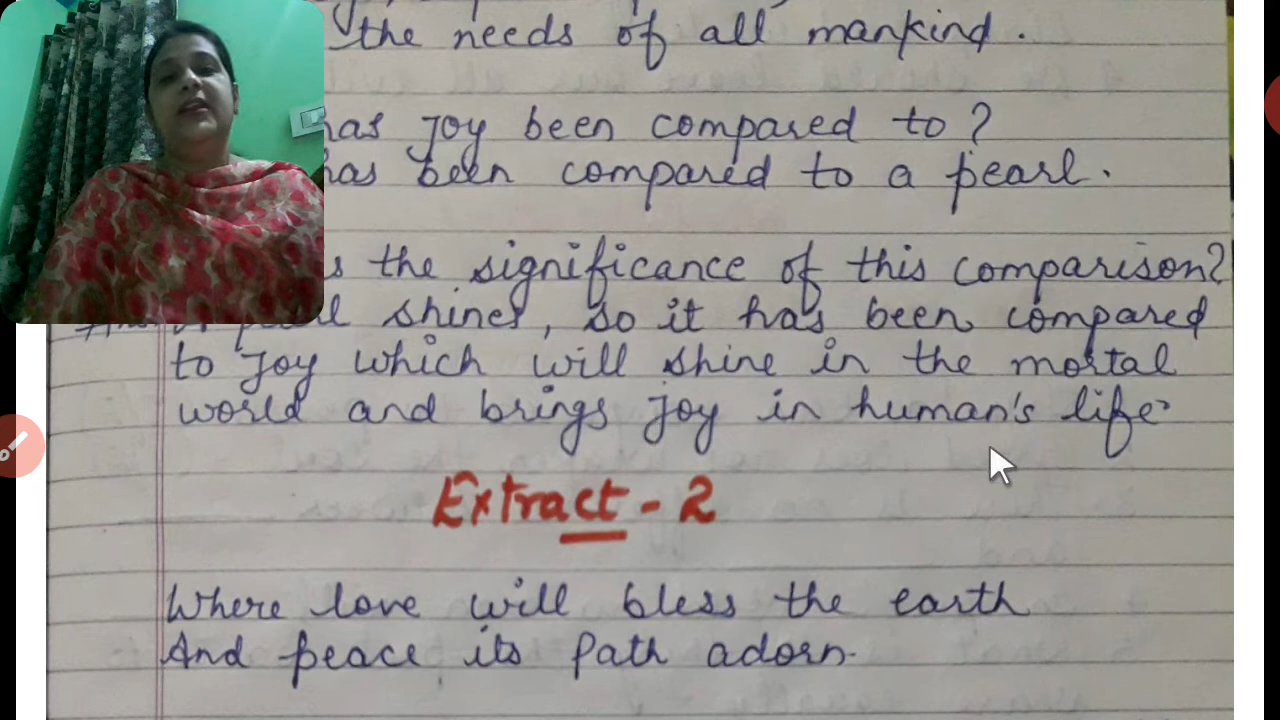 the needs of all mankind.
has Joy been compared to?
has been compared to a pearl.
the significance of this comparison?
shines, so it has been compared
to Joy which will shine in the mortal
world and brings joy in human's life
Extract - 2
Where love will bless the earth
And peace its Path adorn.